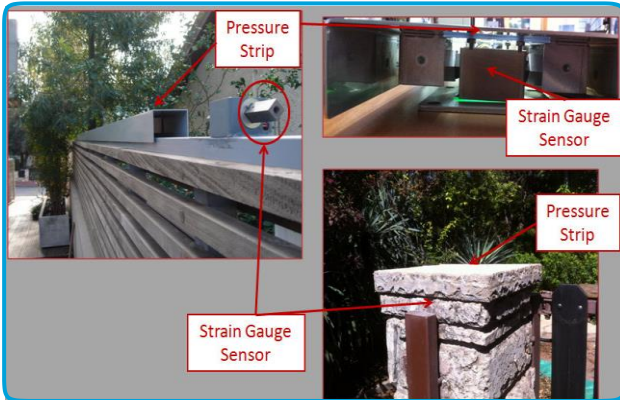 Pressure
Strip
Strain Gauge
Sensor
Pressure
Strip
Strain Gauge
Sensor